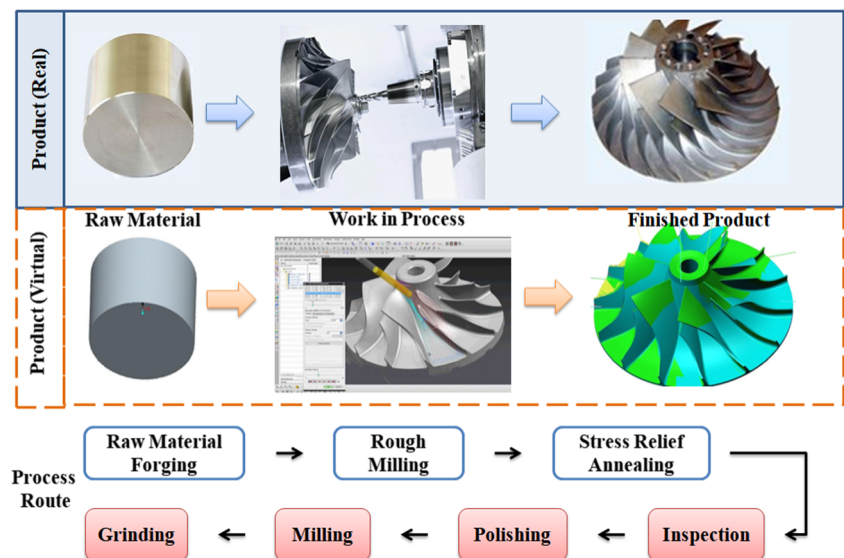 Product (Real)
Raw Material
Work in Process
Finished Product
Product (Virtual)
Raw Material
Forging
Rough
Milling
Stress Relief
Annealing
Process
Route
Grinding
Milling
Polishing
Inspection